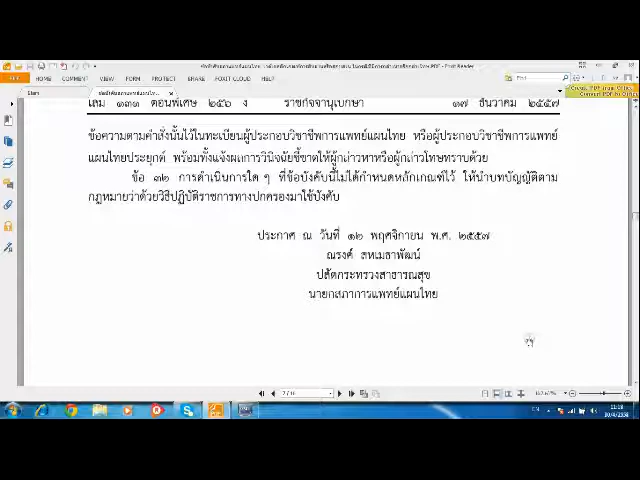 HOME COMMENT VIEW FORM PROTECT SHARE FOXIT CLOUD HELP
Find
Create PDF from Office
Convert PDF to Office
Start
เล่ม ๑๓๑ ตอนพิเศษ ๒๕๖ ง ราชกิจจานุเบกษา ๑๗ ธันวาคม ๒๕๕๗
ข้อความตามคำสั่งนั้นไว้ในทะเบียนผู้ประกอบวิชาชีพการแพทย์แผนไทย หรือผู้ประกอบวิชาชีพการแพทย์
แผนไทยประยุกต์ พร้อมทั้งแจ้งผลการวินิจฉัยชี้ขาดให้ผู้กล่าวหาหรือผู้กล่าวโทษทราบด้วย
ข้อ ๓๒ การดำเนินการใด ๆ ที่ข้อบังคับนี้ไม่ได้กำหนดหลักเกณฑ์ไว้ ให้นำบทบัญญัติตาม
กฎหมายว่าด้วยวิธีปฏิบัติราชการทางปกครองมาใช้บังคับ
ประกาศ ณ วันที่ ๑๒ พฤศจิกายน พ.ศ. ๒๕๕๗
ณรงค์ สหเมธาพัฒน์
ปลัดกระทรวงสาธารณสุข
นายกสภาการแพทย์แผนไทย
EN
11:28